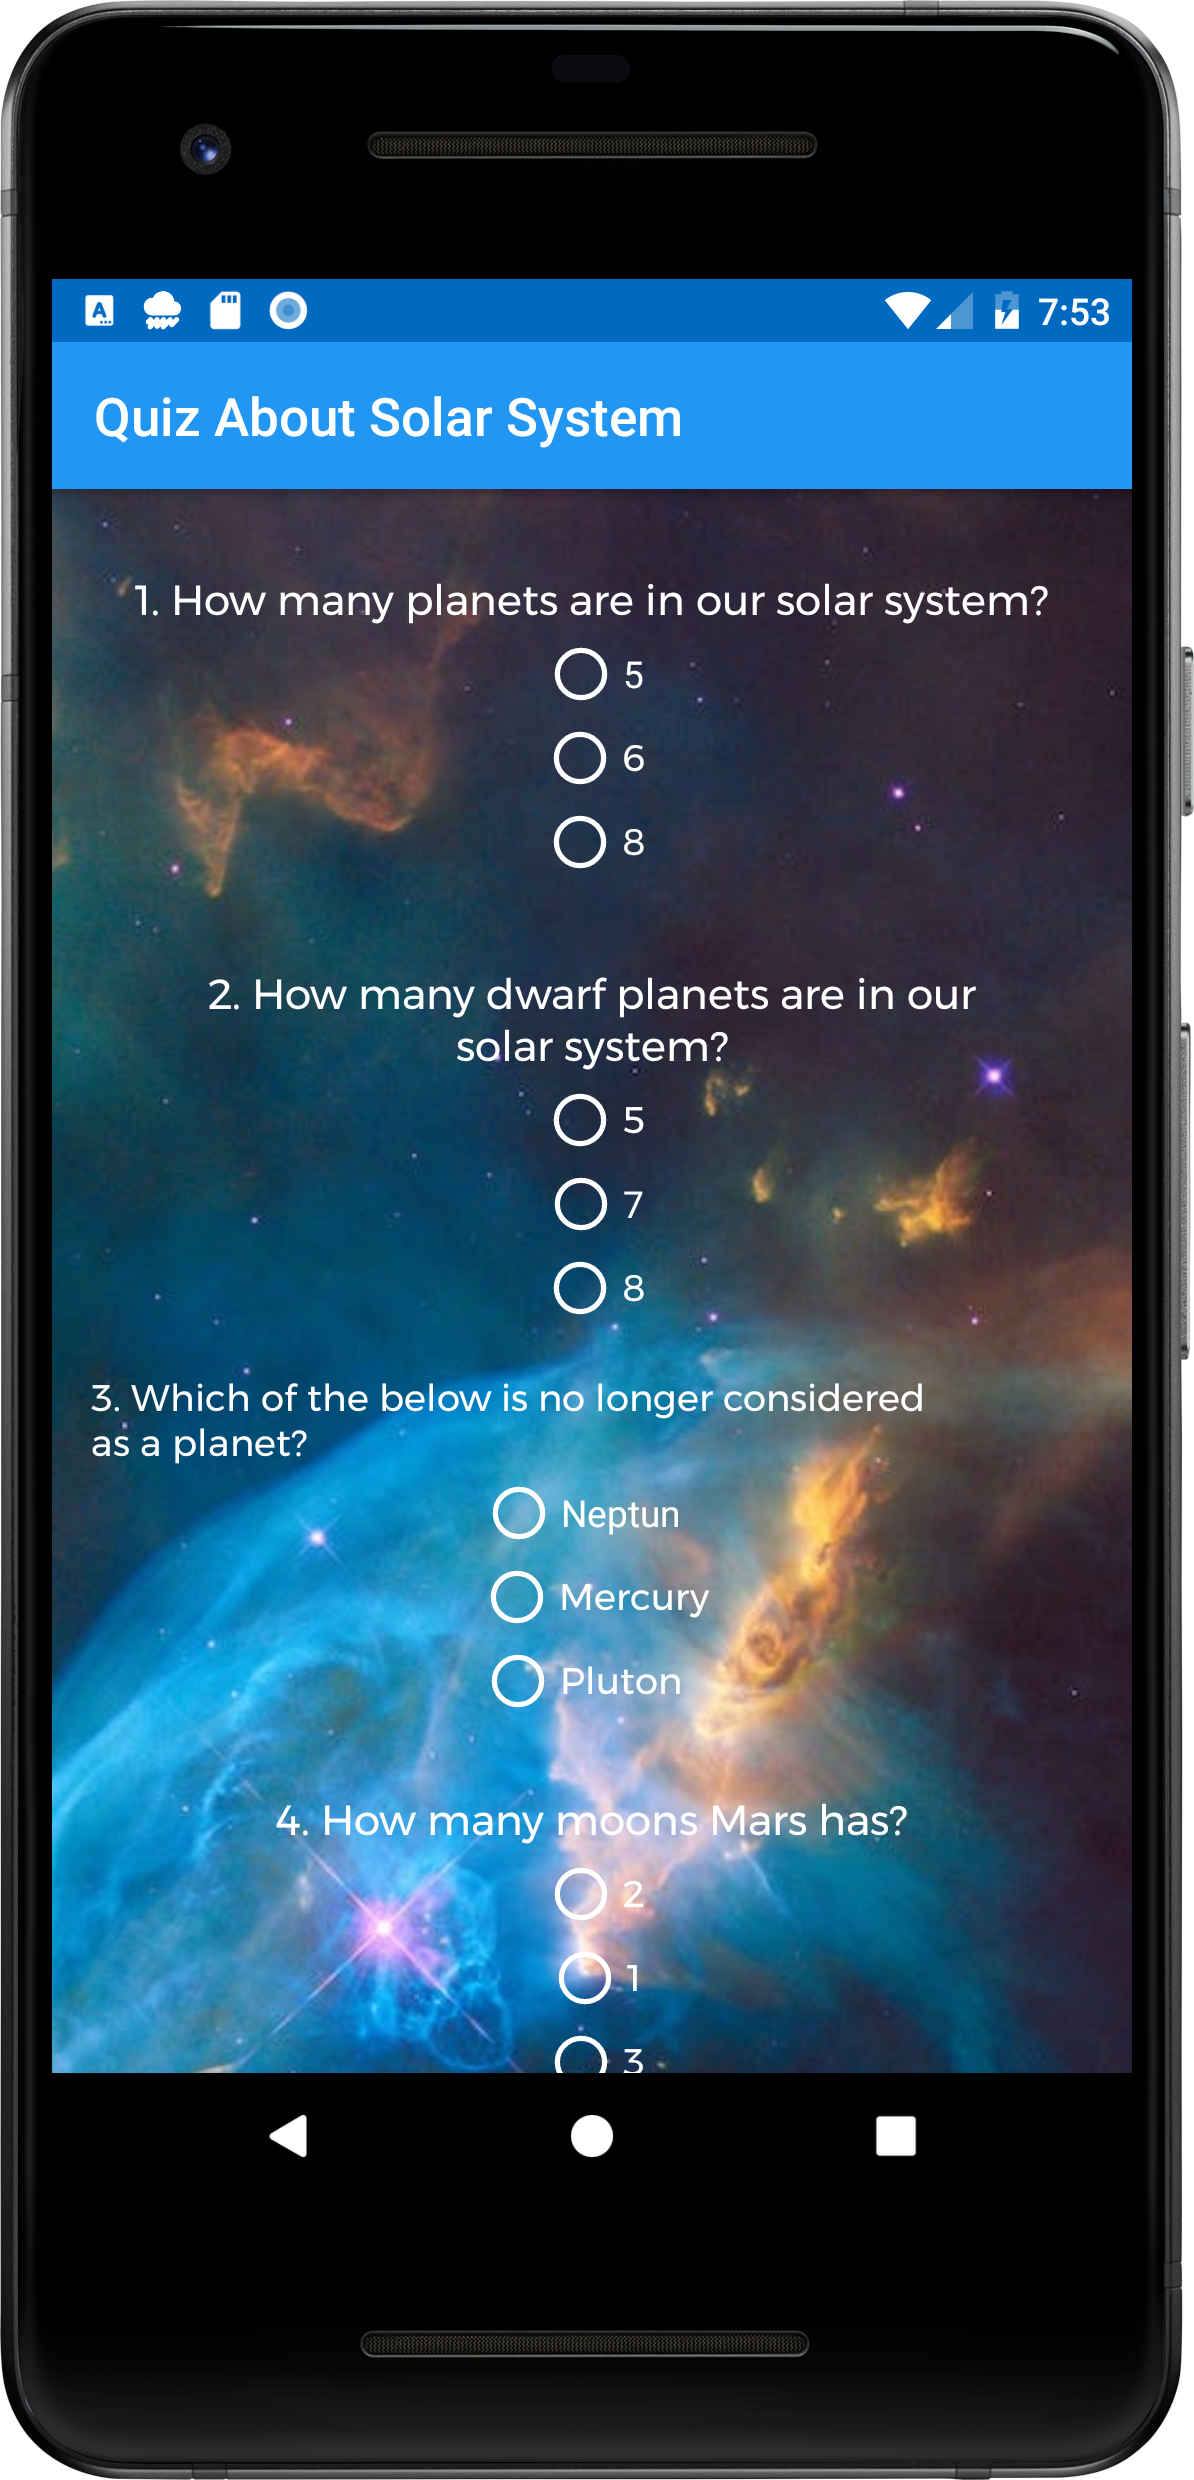 7:53
Quiz About Solar System
1. How many planets are in our solar system?
5
6
8
2. How many dwarf planets are in our
solar system?
5
7
8
3. Which of the below is no longer considered
as a planet?
Neptun
Mercury
Pluton
4. How many moons Mars has?
2
1
3